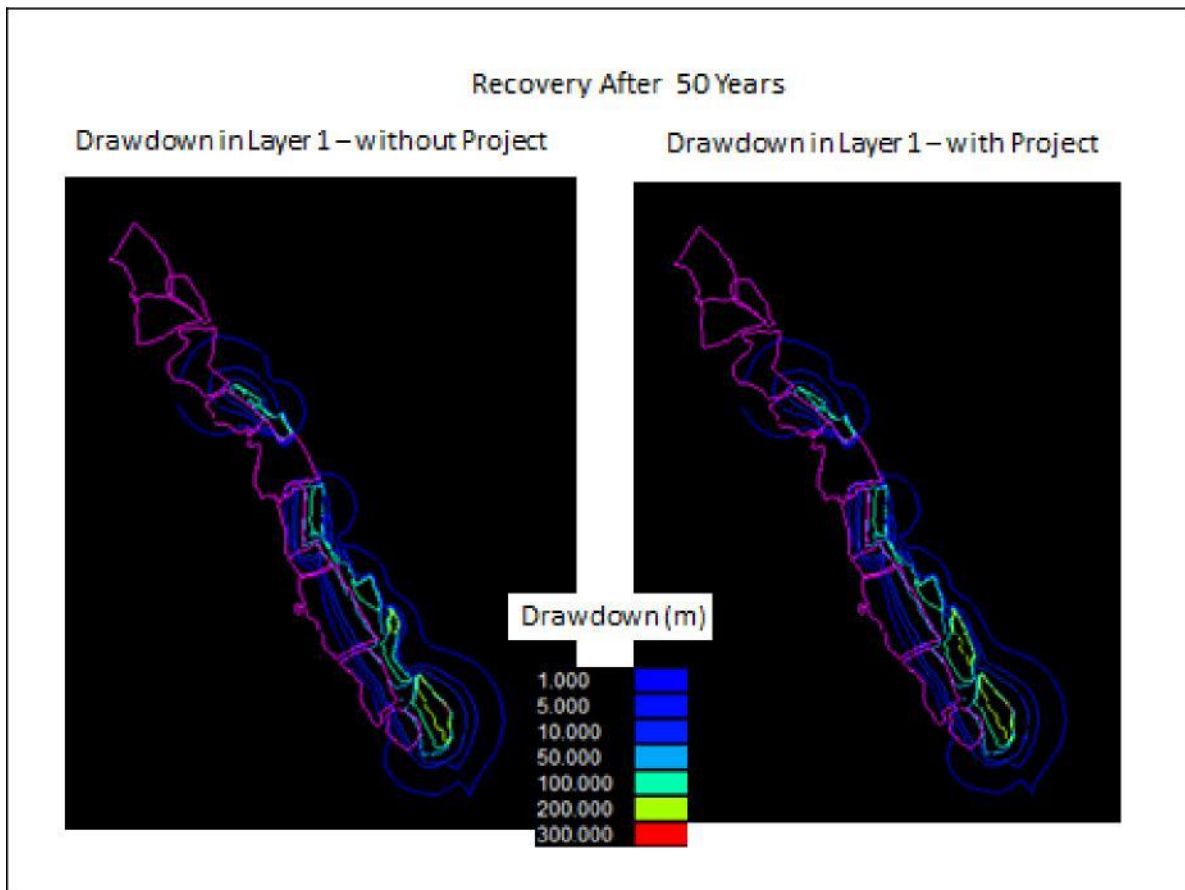 Recovery After 50 Years
Drawdown in Layer 1 – without Project
Drawdown in Layer 1 – with Project
Drawdown (m)
1.000
5.000
10.000
50.000
100.000
200.000
300.000